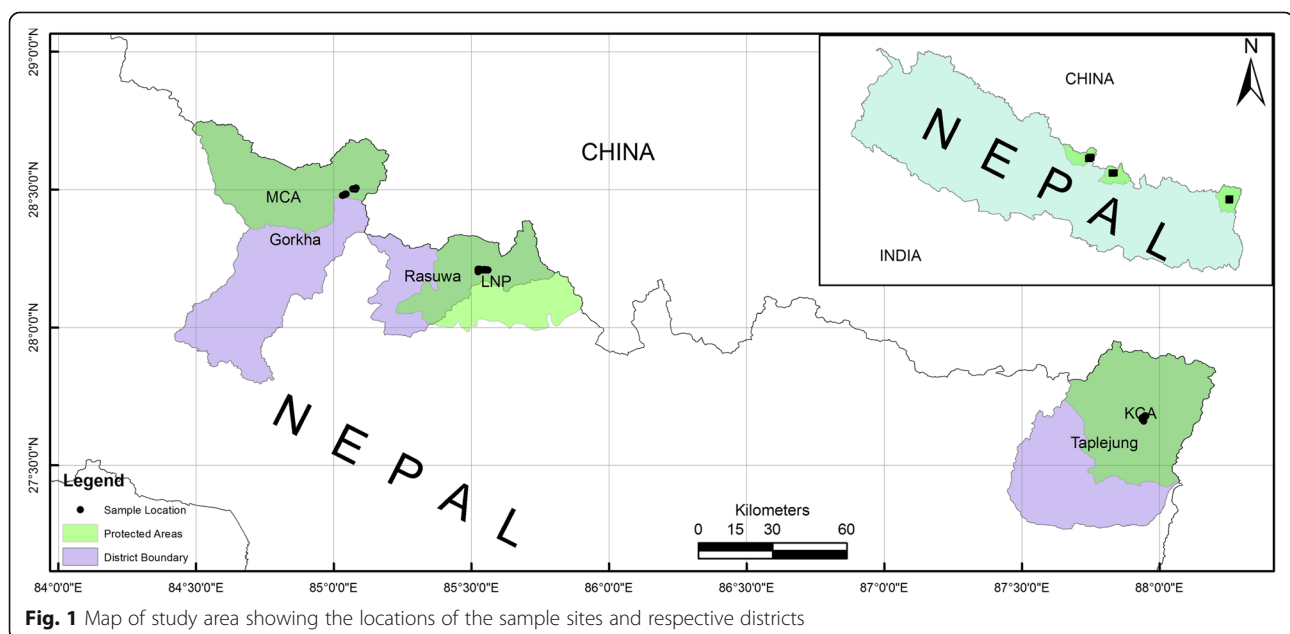 29°0'0"N
28°30'0"N
28°0'0"N
27°30'0"N
CHINA
MCA
Gorkha
Rasuwa
LNP
KCA
Taplejung
NEPAL
N
CHINA
NEPAL
INDIA
Legend
Sample Location
Protected Areas
District Boundary
Kilometers
0 15 30 60
84°0'0"E 84°30'0"E 85°0'0"E 85°30'0"E 86°0'0"E 86°30'0"E 87°0'0"E 87°30'0"E 88°0'0"E
Fig. 1 Map of study area showing the locations of the sample sites and respective districts